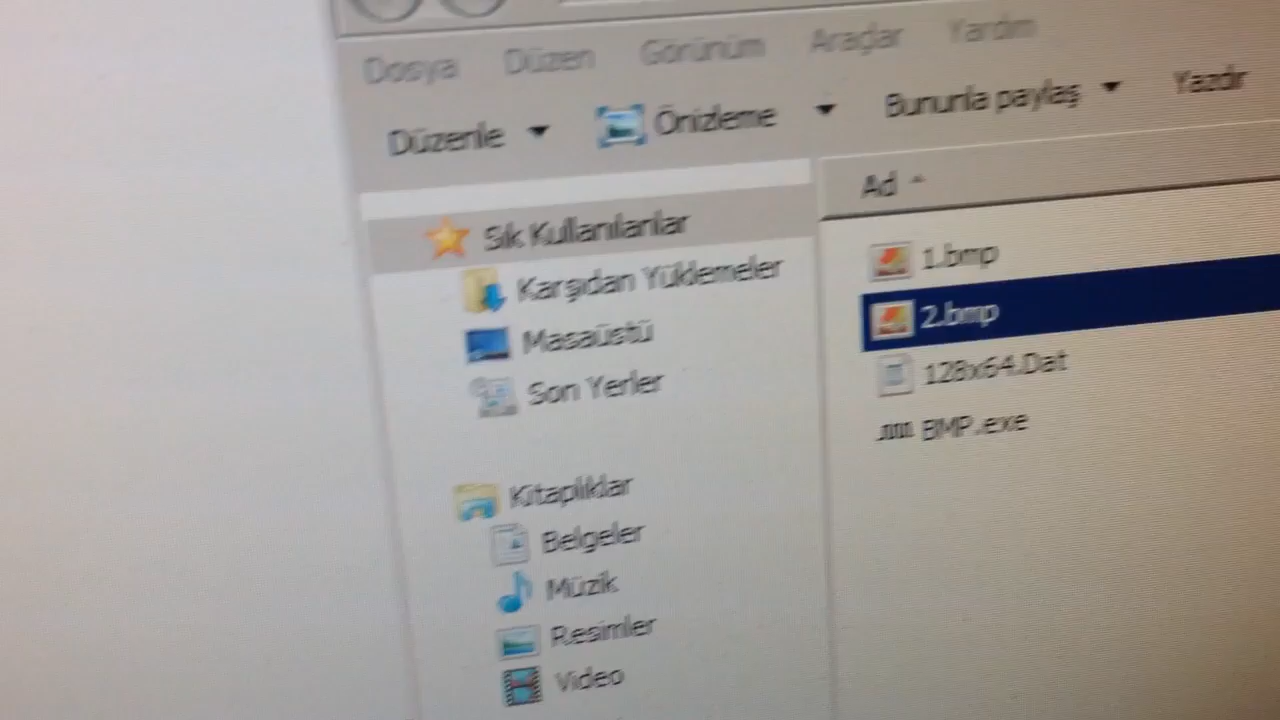 Dosya Düzen Görünüm Araçlar Yardım
Düzenle Önizleme Bununla paylaş Yazdır
Ad
Sık Kullanılanlar
Karşıdan Yüklemeler
Masaüstü
Son Yerler
Kitaplıklar
Belgeler
Müzik
Resimler
Video
1.bmp
2.bmp
128x64.Dat
BMP.exe